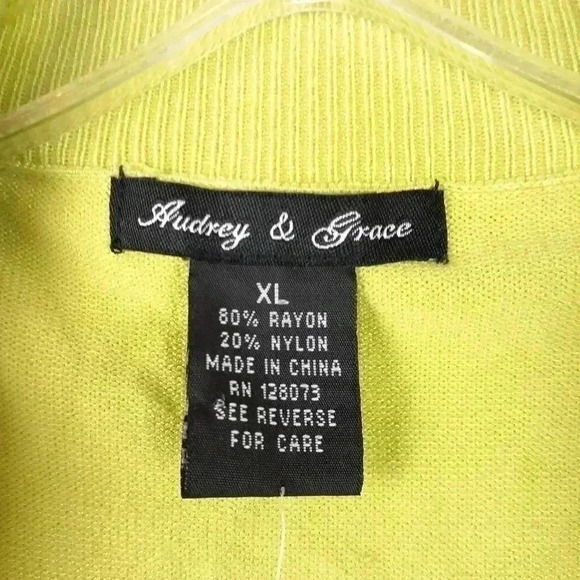 Audrey & Grace
XL
80% RAYON
20% NYLON
MADE IN CHINA
RN 128073
SEE REVERSE
FOR CARE